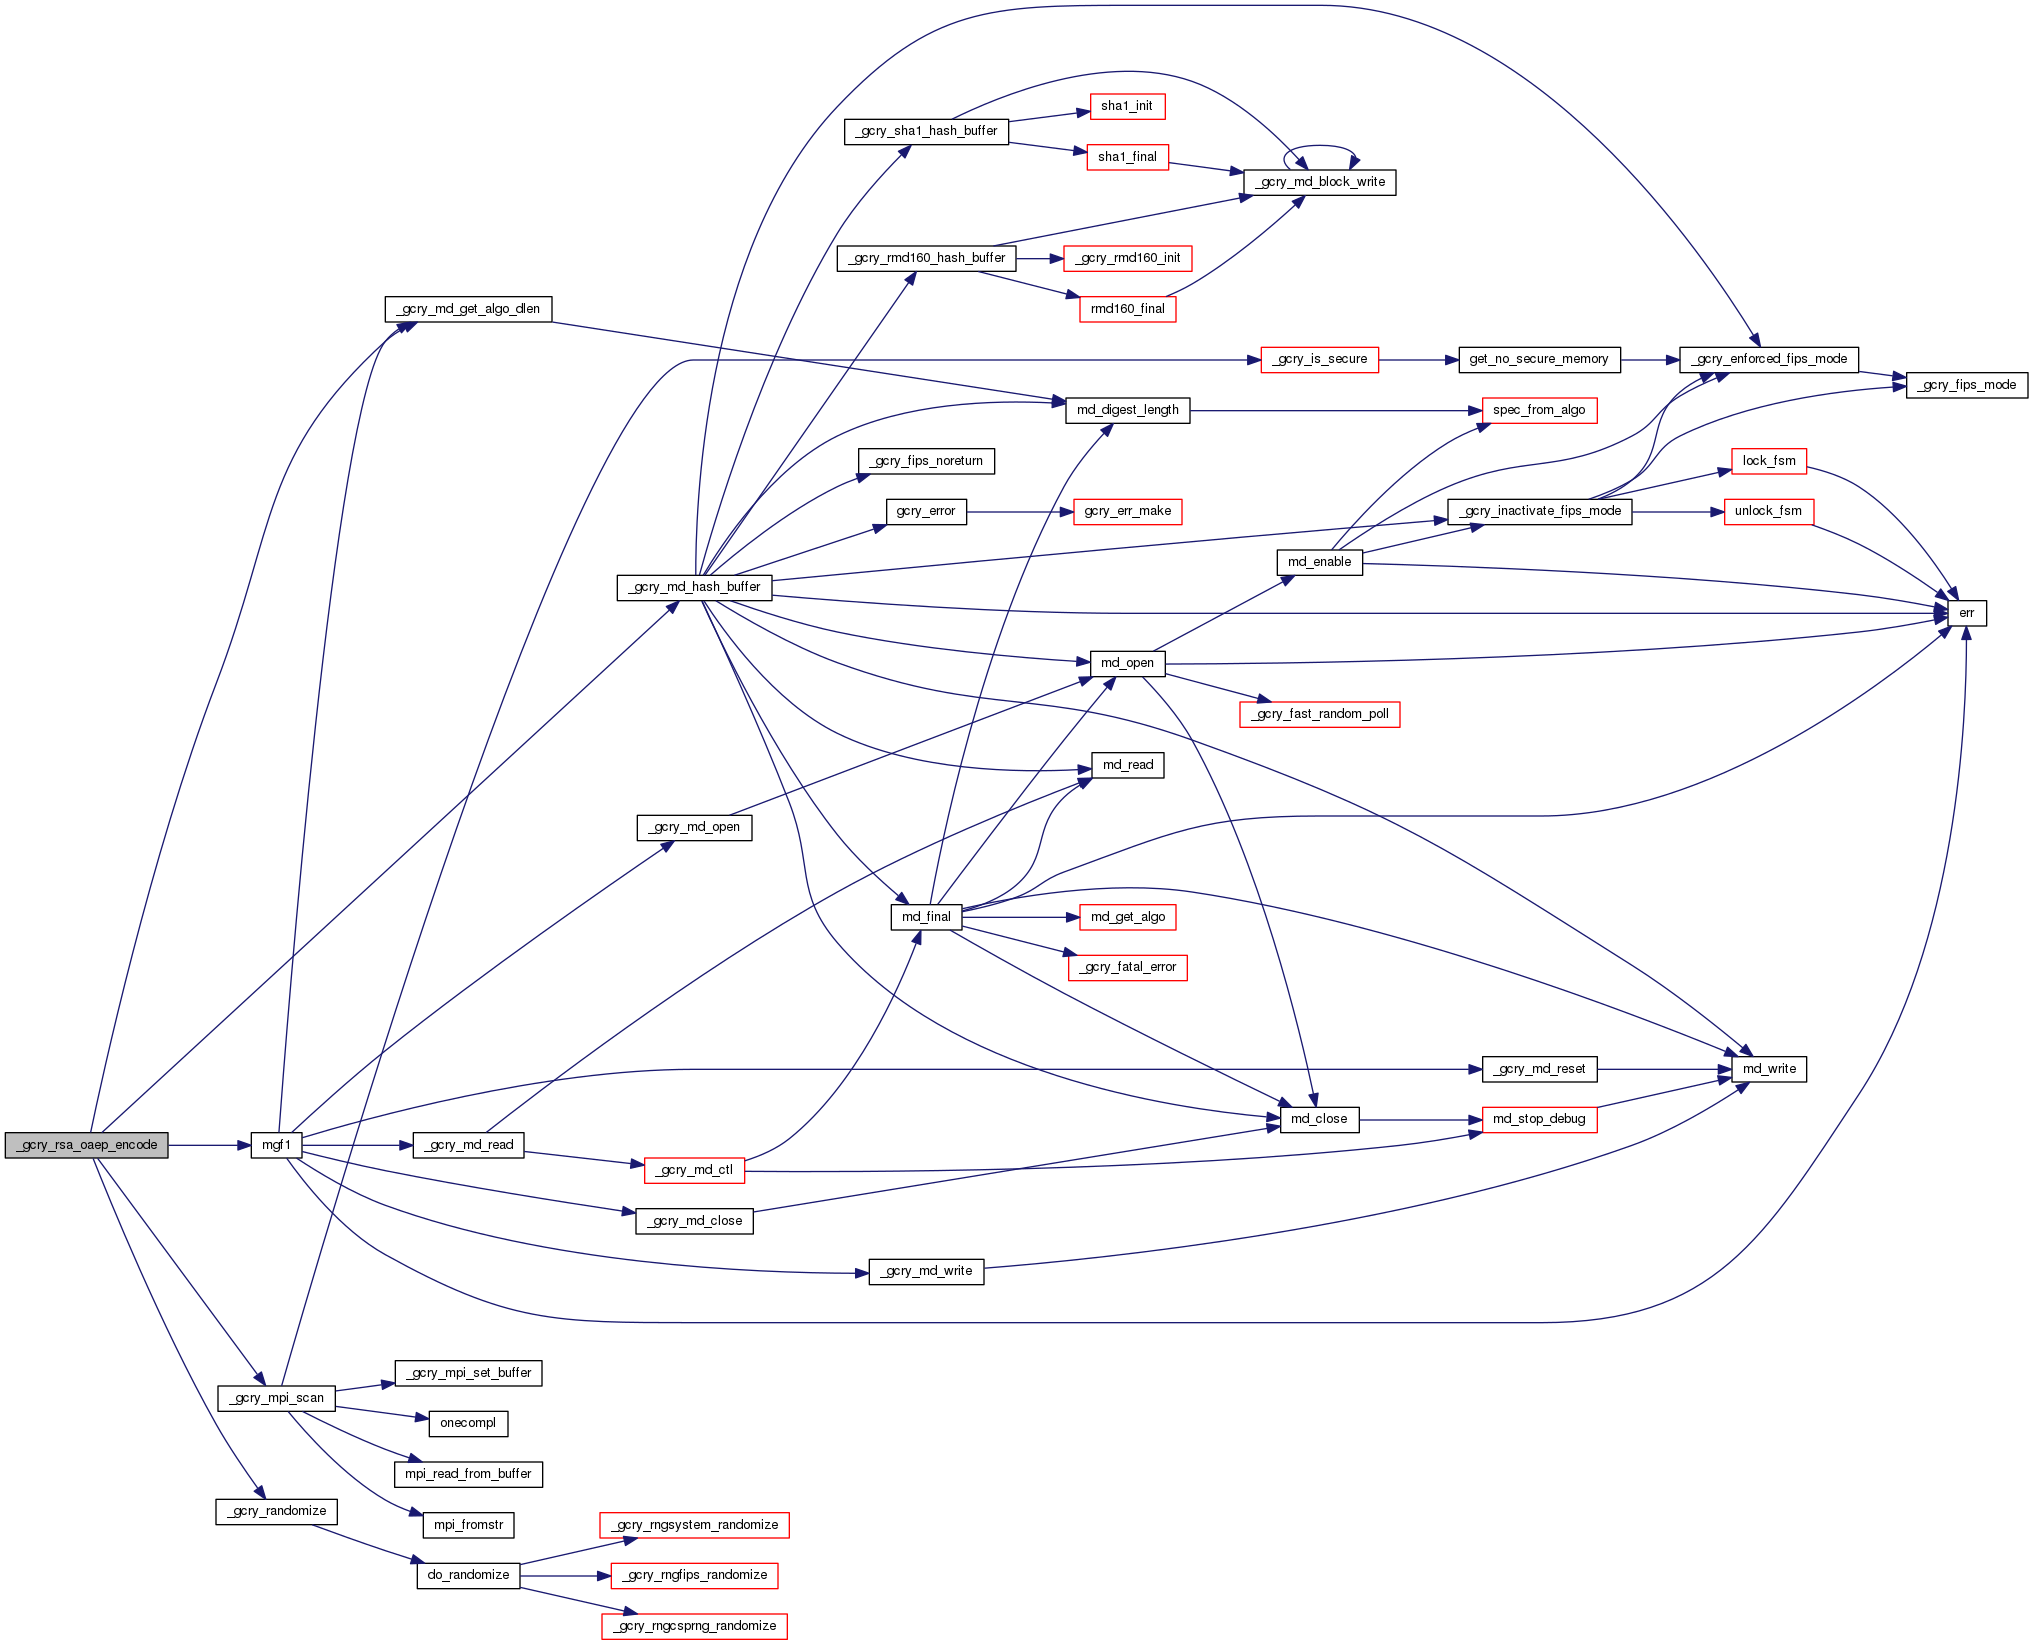 sha1_init
_gcry_sha1_hash_buffer
sha1_final
_gcry_md_block_write
_gcry_rmd160_hash_buffer
_gcry_rmd160_init
rmd160_final
_gcry_md_get_algo_dlen
_gcry_is_secure
get_no_secure_memory
_gcry_enforced_fips_mode
_gcry_fips_mode
md_digest_length
spec_from_algo
_gcry_fips_noreturn
lock_fsm
gcry_error
gcry_err_make
_gcry_inactivate_fips_mode
unlock_fsm
md_enable
_gcry_md_hash_buffer
err
md_open
_gcry_fast_random_poll
md_read
_gcry_md_open
md_final
md_get_algo
_gcry_fatal_error
_gcry_md_reset
md_write
md_close
md_stop_debug
_gcry_rsa_oaep_encode
mgf1
_gcry_md_read
_gcry_md_ctl
_gcry_md_close
_gcry_md_write
_gcry_mpi_set_buffer
_gcry_mpi_scan
onecompl
mpi_read_from_buffer
_gcry_randomize
mpi_fromstr
_gcry_rngsystem_randomize
do_randomize
_gcry_rngfips_randomize
_gcry_rngcsprng_randomize